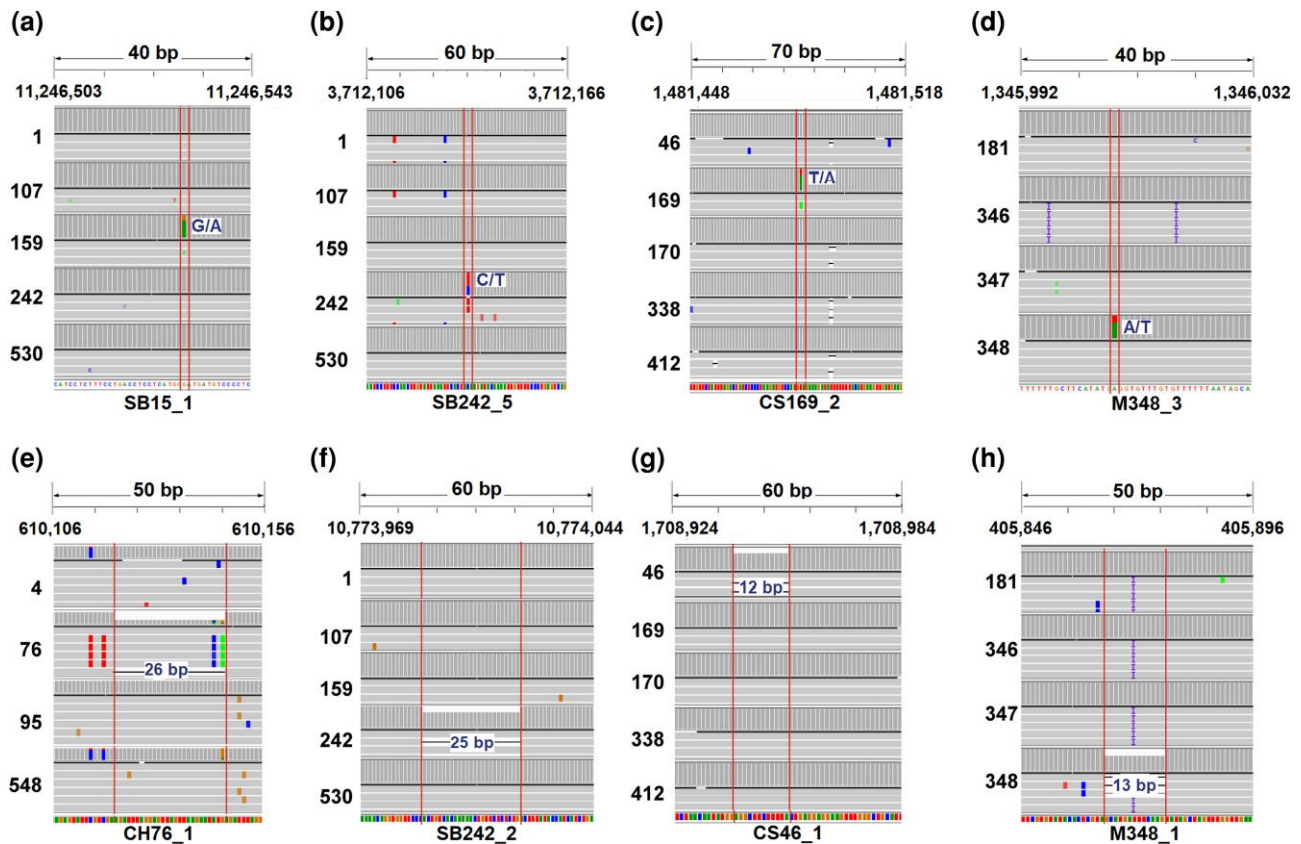 (a)
40 bp
11,246,503 11,246,543
1
107
G/A
159
242
530
SB15_1
(b)
60 bp
3,712,106 3,712,166
1
107
159
C/T
242
530
SB242_5
(c)
70 bp
1,481,448 1,481,518
46
T/A
169
170
338
412
CS169_2
(d)
40 bp
1,345,992 1,346,032
181
346
347
A/T
348
TTTTTTGCTTCATATGAGGTGTTTGTGTTTTTTAATAGCA
M348_3
(e)
50 bp
610,106 610,156
4
76
26 bp
95
548
CH76_1
(f)
60 bp
10,773,969 10,774,044
1
107
159
242
25 bp
530
SB242_2
(g)
60 bp
1,708,924 1,708,984
46
12 bp
169
170
338
412
CS46_1
(h)
50 bp
405,846 405,896
181
346
347
348
13 bp
M348_1